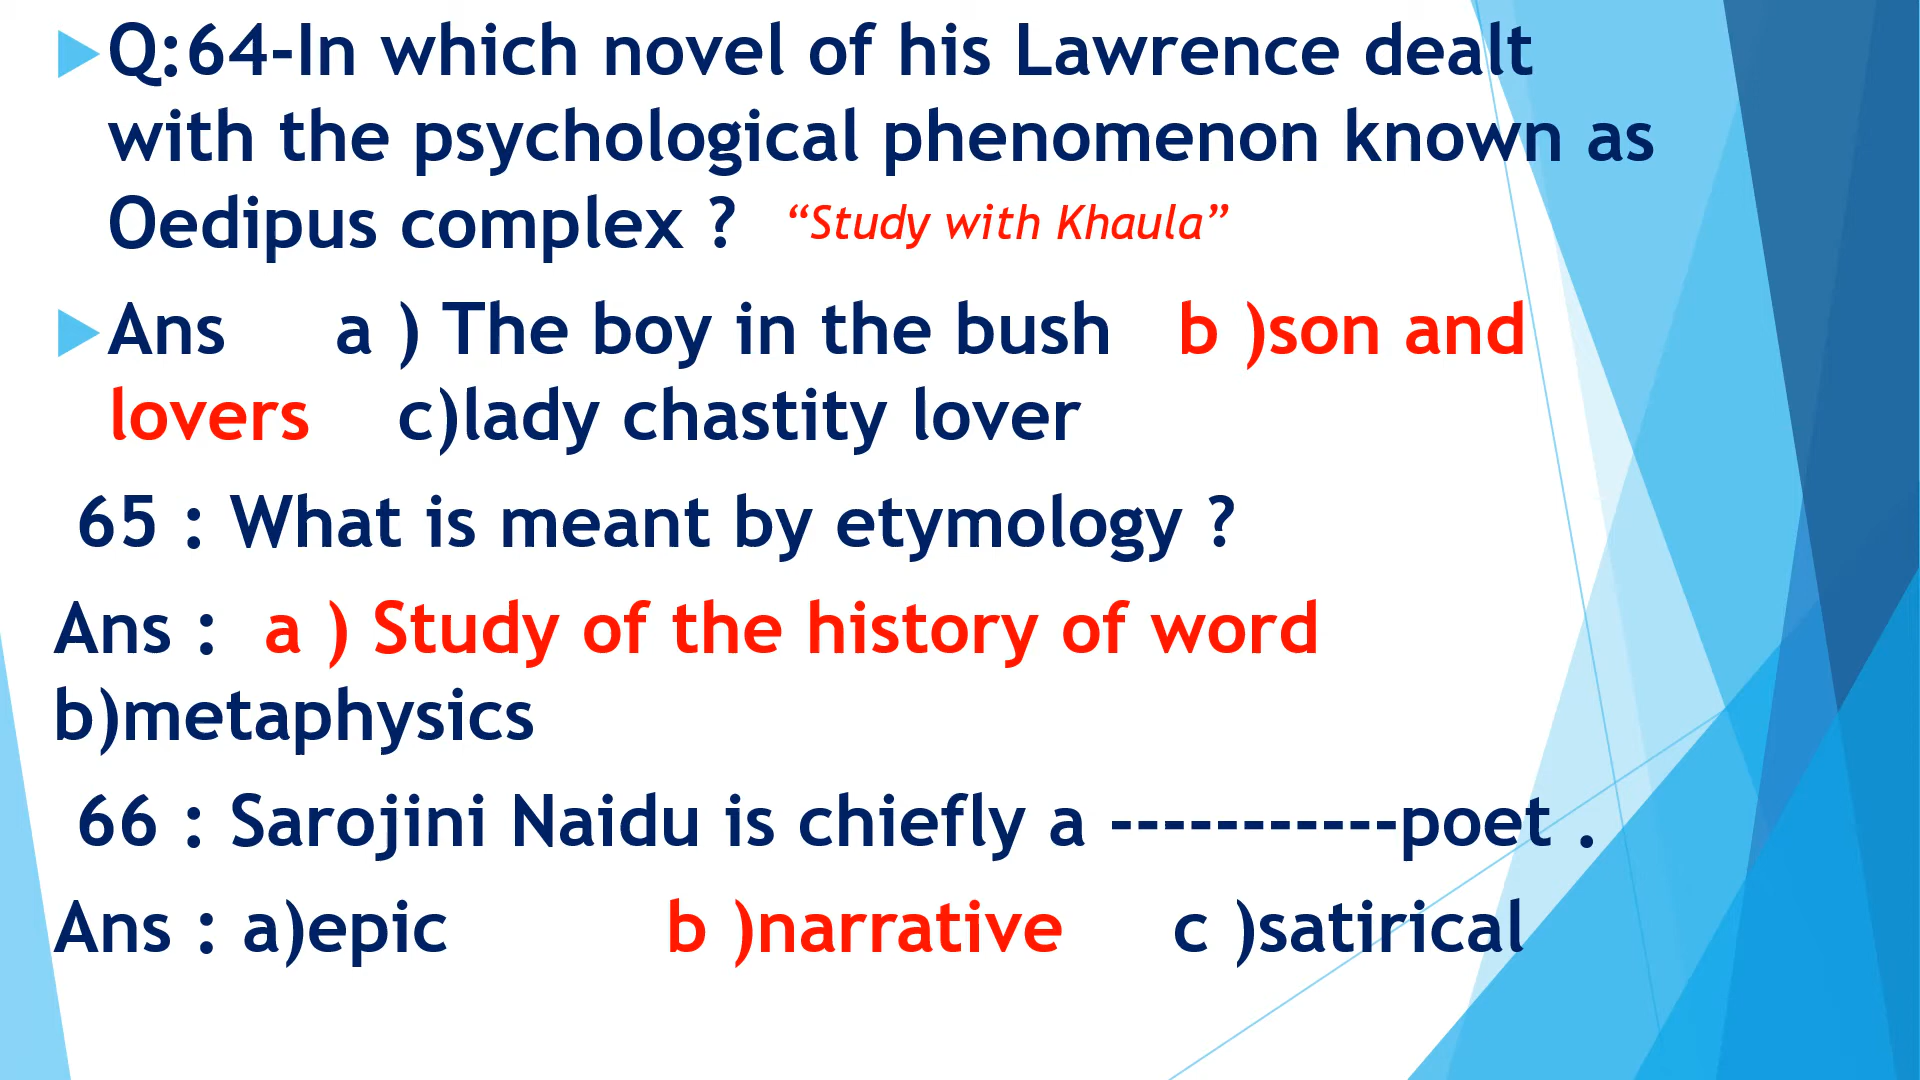 Q:64-In which novel of his Lawrence dealt
with the psychological phenomenon known as
Oedipus complex ? “Study with Khaula”
Ans a ) The boy in the bush b )son and
lovers c)lady chastity lover
65 : What is meant by etymology ?
Ans : a ) Study of the history of word
b)metaphysics
66 : Sarojini Naidu is chiefly a -----------poet .
Ans : a)epic b )narrative c )satirical